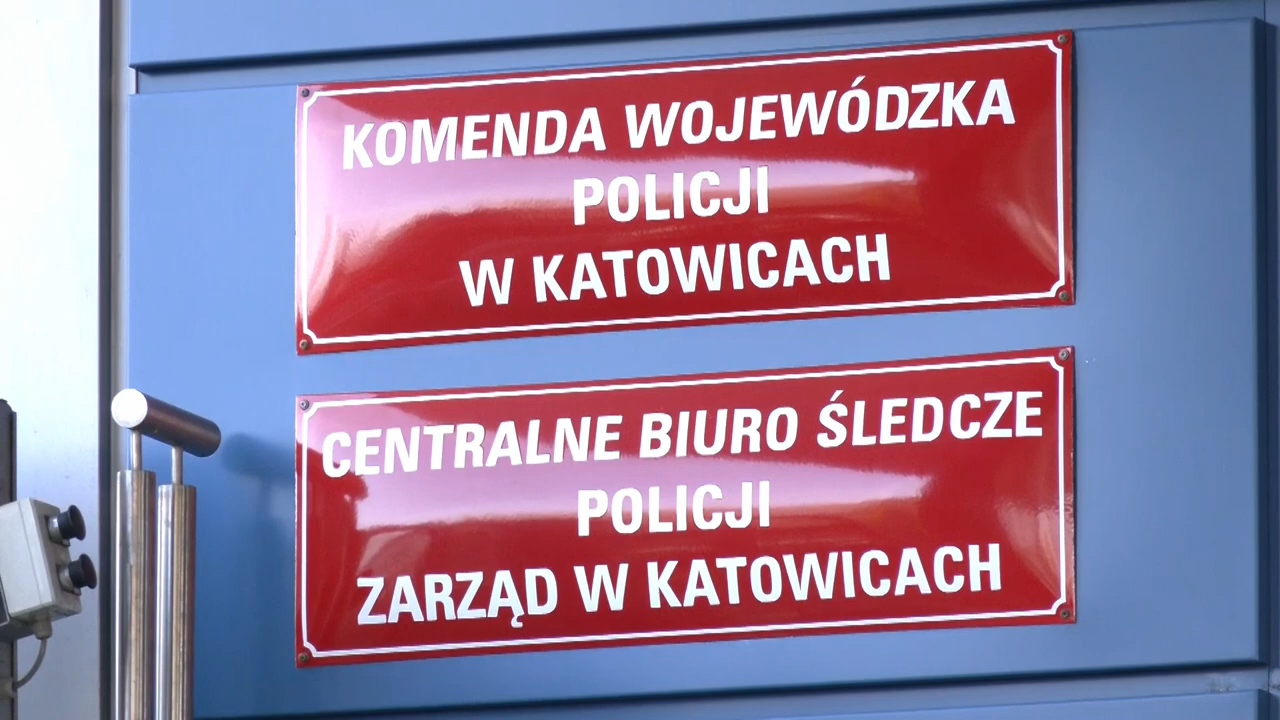 KOMENDA WOJEWÓDZKA
POLICJI
W KATOWICACH
CENTRALNE BIURO ŚLEDCZE
POLICJI
ZARZĄD W KATOWICACH